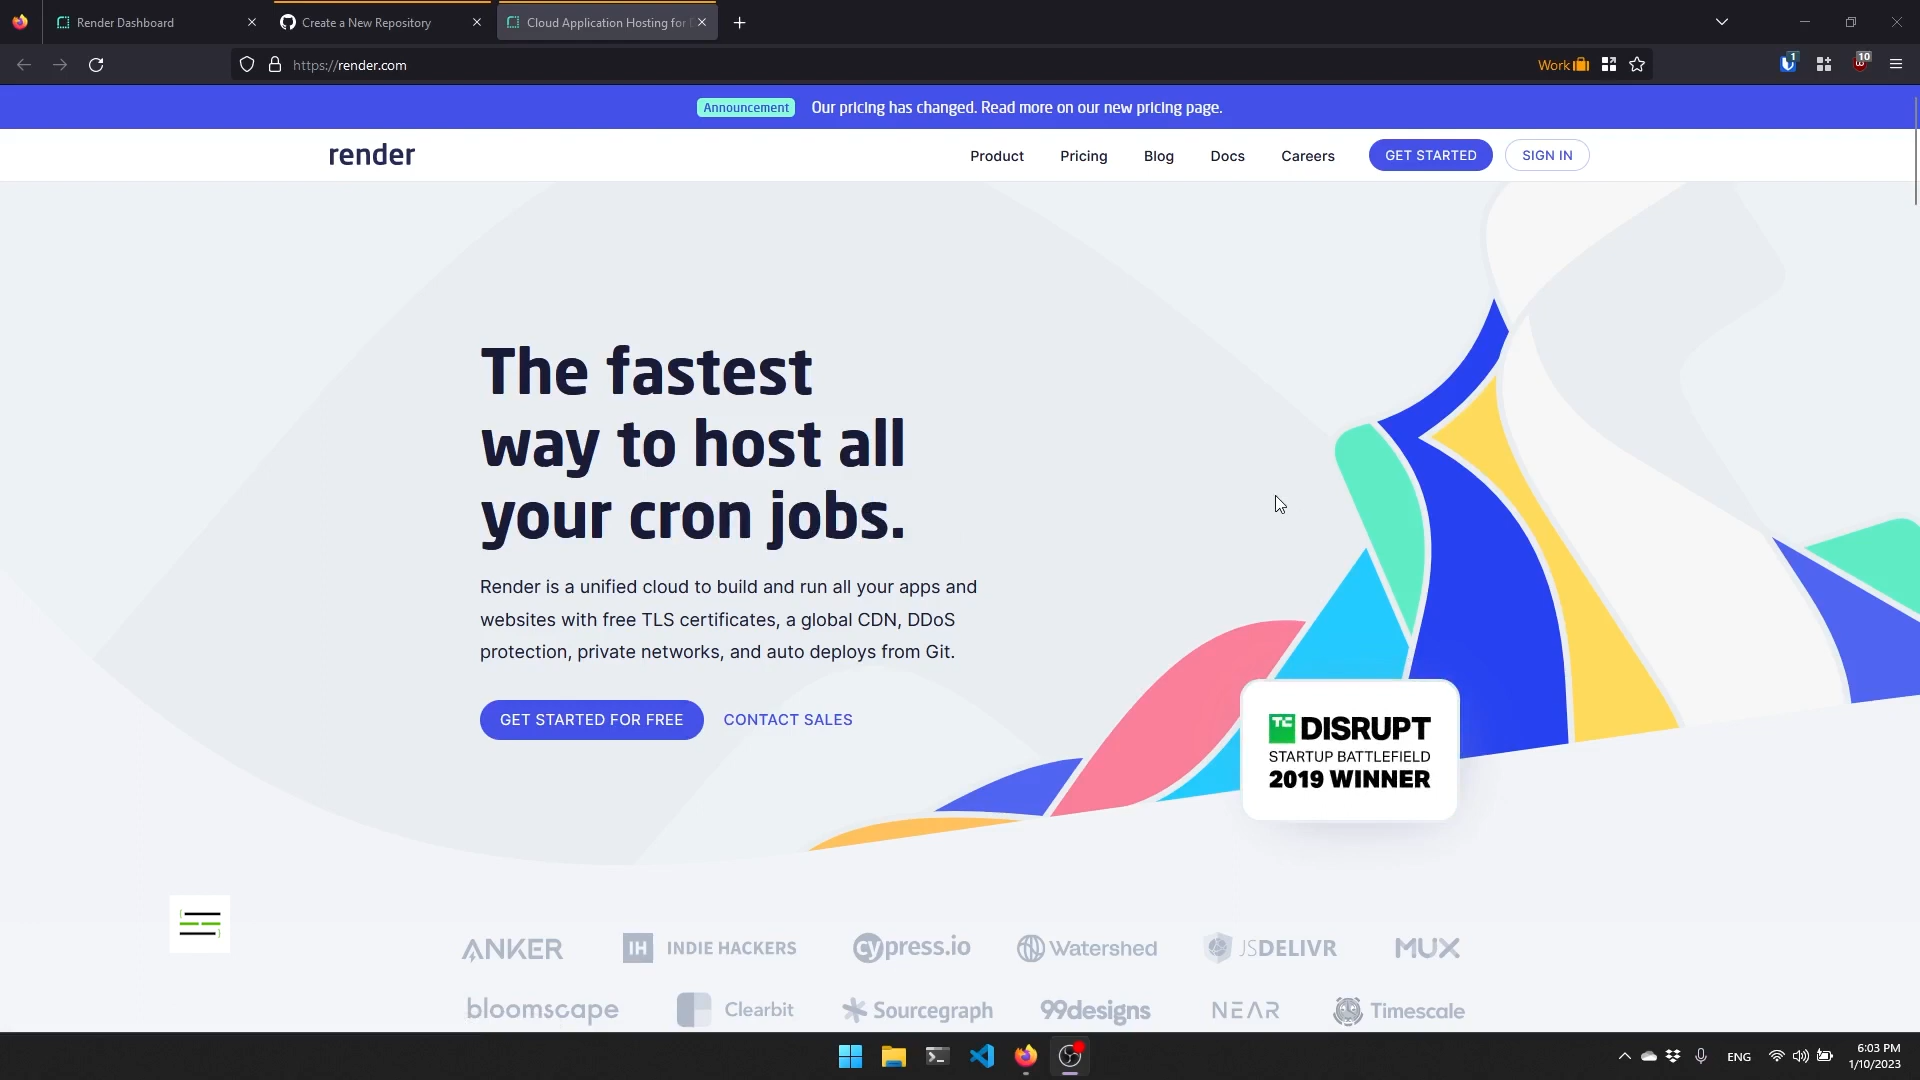 Render Dashboard
Create a New Repository
Cloud Application Hosting for
https://render.com
Work
1
10
Announcement
Our pricing has changed. Read more on our new pricing page.
render
Product
Pricing
Blog
Docs
Careers
GET STARTED
SIGN IN
The fastest
way to host all
your cron jobs.
Render is a unified cloud to build and run all your apps and
websites with free TLS certificates, a global CDN, DDoS
protection, private networks, and auto deploys from Git.
GET STARTED FOR FREE
CONTACT SALES
TC DISRUPT
STARTUP BATTLEFIELD
2019 WINNER
ANKER
IH INDIE HACKERS
cypress.io
Watershed
JSDELIVR
MUX
bloomscape
Clearbit
Sourcegraph
99designs
NEAR
Timescale
ENG
6:03 PM
1/10/2023